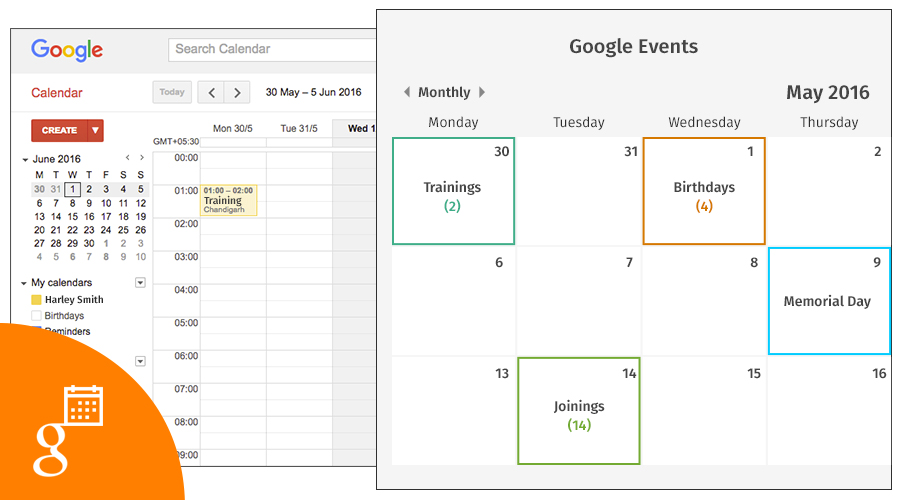 Google
Search Calendar
Calendar
Today
30 May – 5 Jun 2016
CREATE
Mon 30/5
Tue 31/5
Wed 1
GMT+05:30
June 2016
M T W T F S S
30 31 1 2 3 4 5
6 7 8 9 10 11 12
13 14 15 16 17 18 19
20 21 22 23 24 25 26
27 28 29 30 1 2 3
4 5 6 7 8 9 10
My calendars
Harley Smith
Birthdays
Reminders
00:00
01:00
01:00 – 02:00
Training
Chandigarh
02:00
03:00
04:00
05:00
06:00
07:00
08:00
09:00
g
Google Events
Monthly
May 2016
Monday Tuesday Wednesday Thursday
30 31 1 2
Trainings
(2)
Birthdays
(4)
6 7 8 9
Memorial Day
13 14 15 16
Joinings
(14)